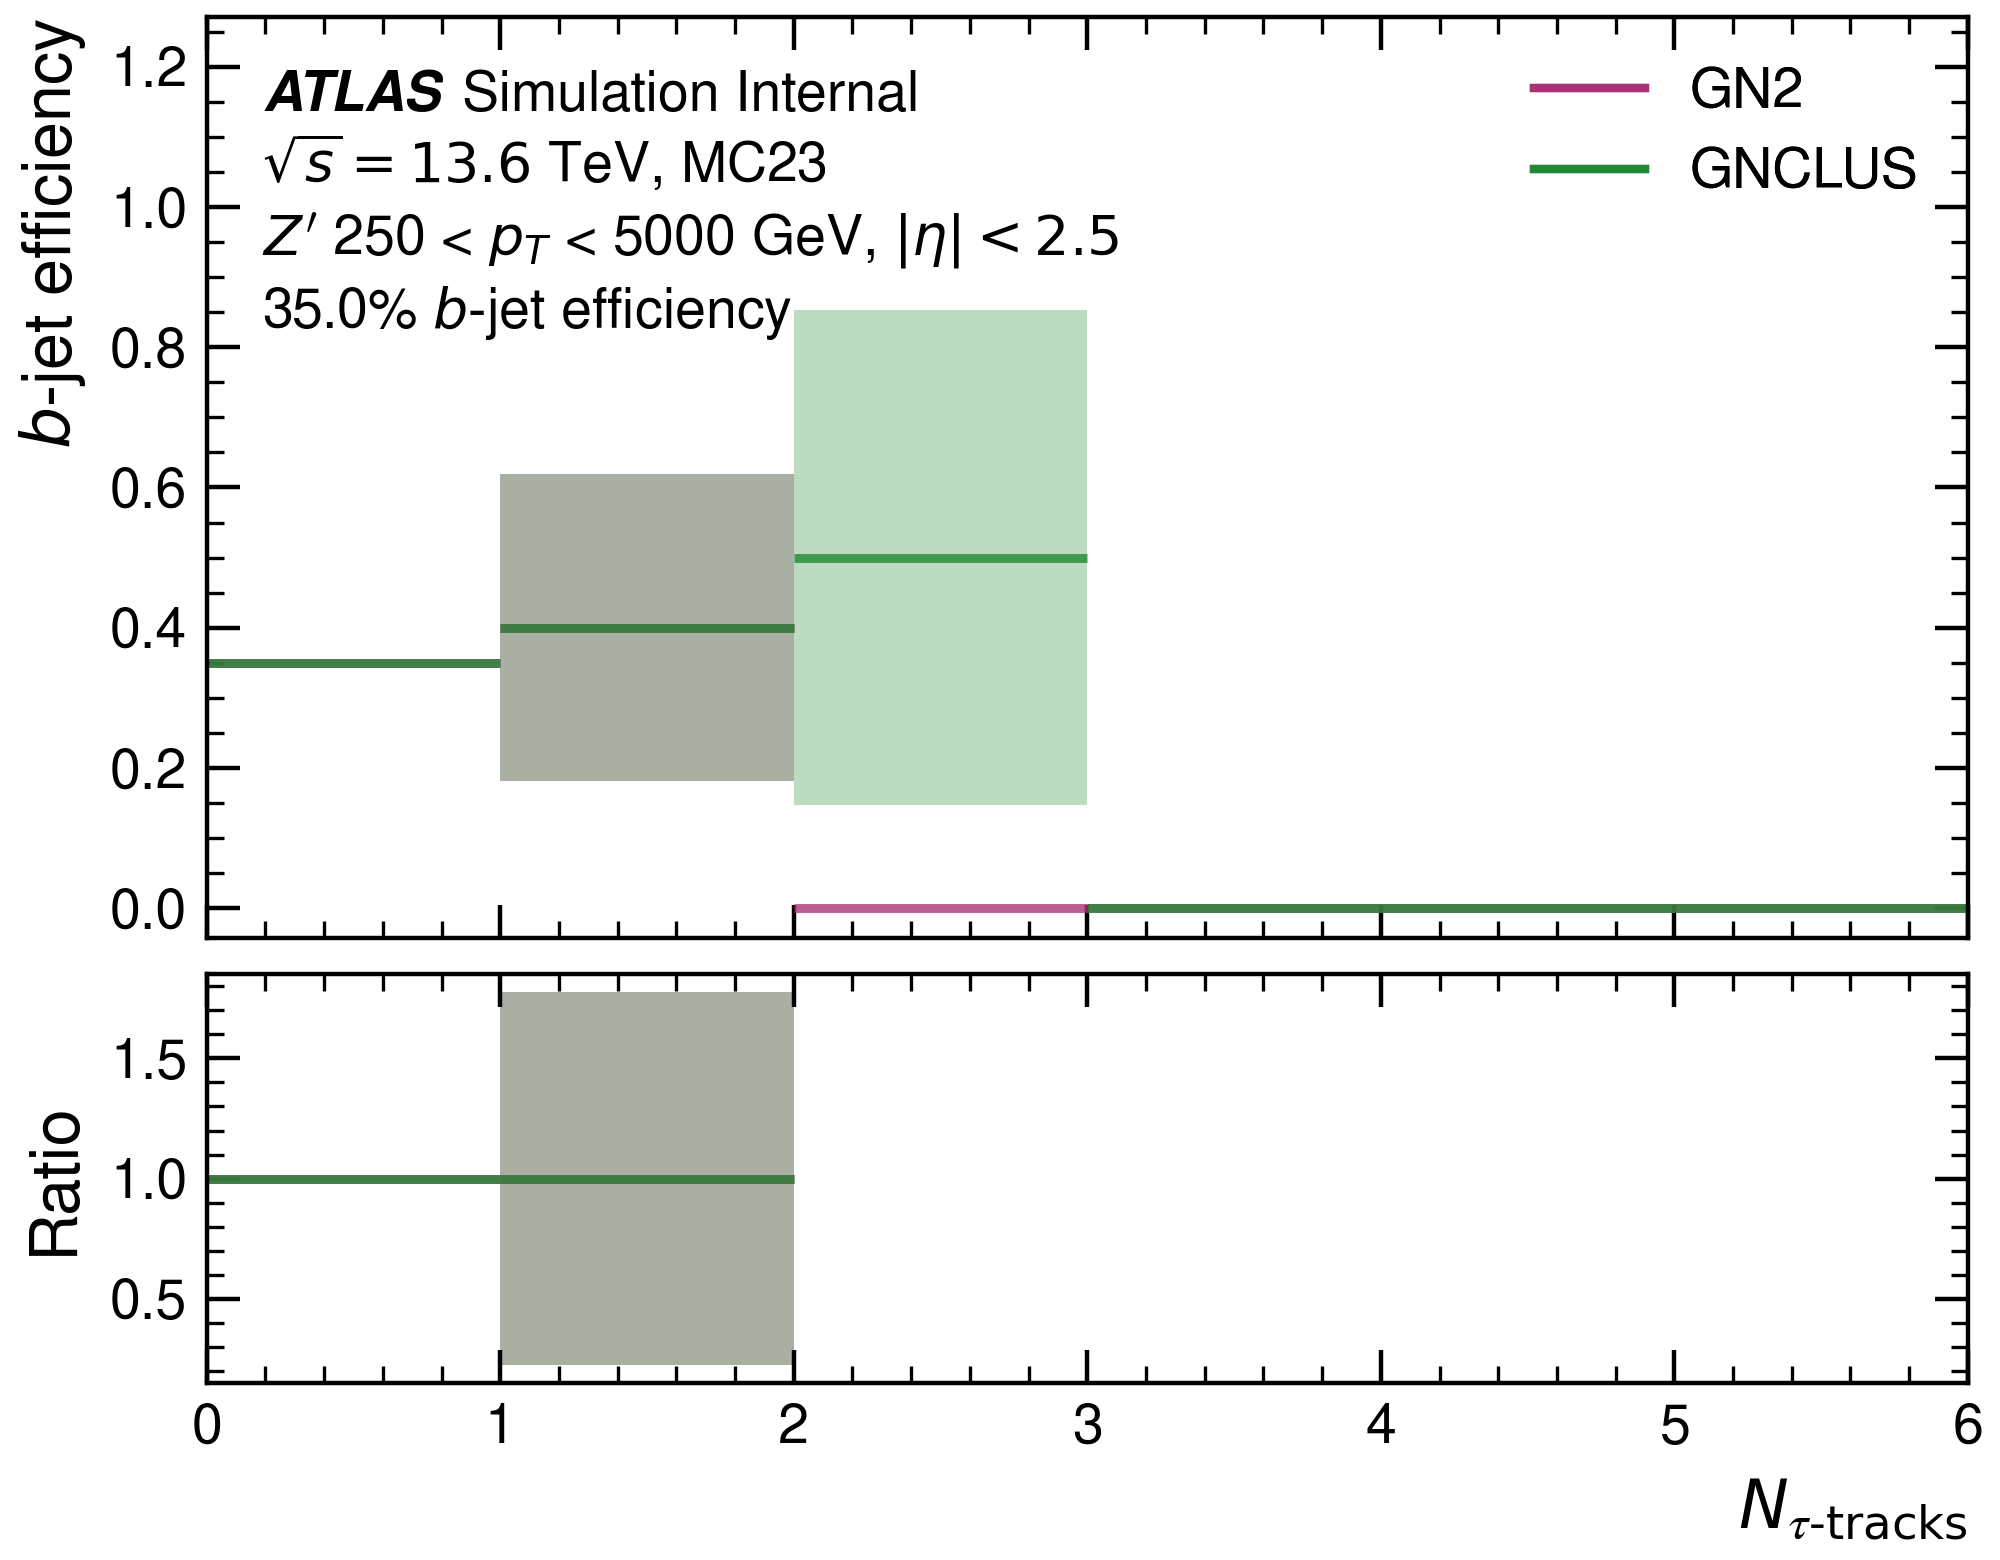 b-jet efficiency
1.2
1.0
0.8
0.6
0.4
0.2
0.0
ATLAS Simulation Internal
√s = 13.6 TeV, MC23
Z′ 250 < p_T < 5000 GeV, |η| < 2.5
35.0% b-jet efficiency
GN2
GNCLUS
Ratio
1.5
1.0
0.5
0 1 2 3 4 5 6
N_τ-tracks